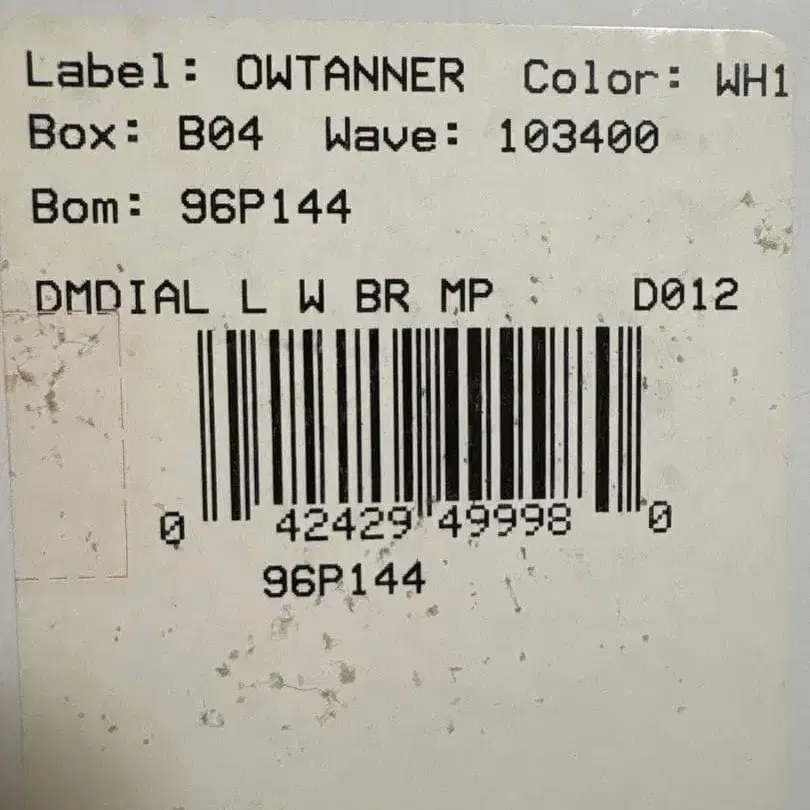 Label: OWTANNER Color: WH1
Box: B04 Wave: 103400
Bom: 96P144
DMDIAL L W BR MP : D012
0 42429 49998 0
96P144